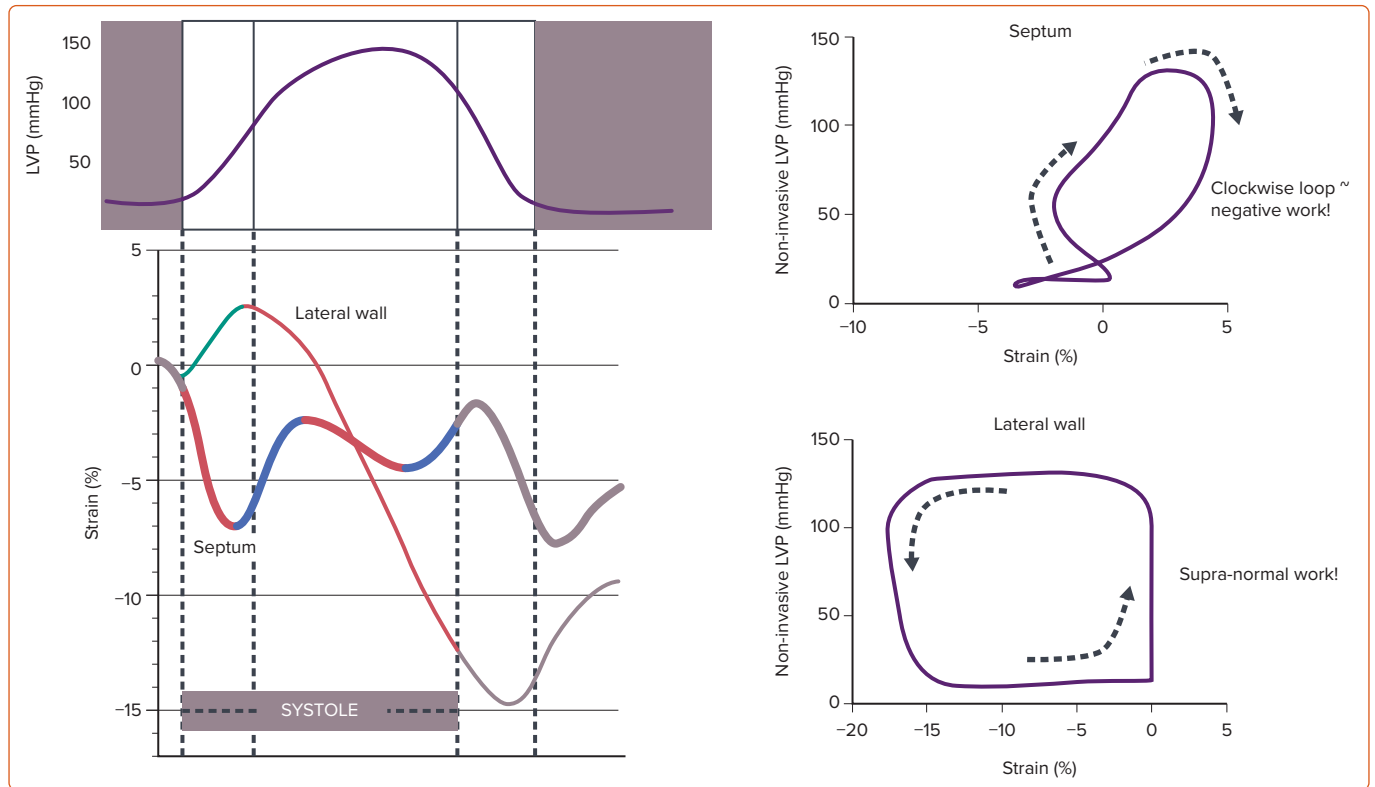 150
100
50
LVP (mmHg)
5
0
−5
−10
−15
Strain (%)
Lateral wall
Septum
SYSTOLE
Septum
150
100
50
0
Non-invasive LVP (mmHg)
−10
−5
0
5
Strain (%)
Clockwise loop ~
negative work!
Lateral wall
150
100
50
0
Non-invasive LVP (mmHg)
−20
−15
−10
−5
0
5
Strain (%)
Supra-normal work!